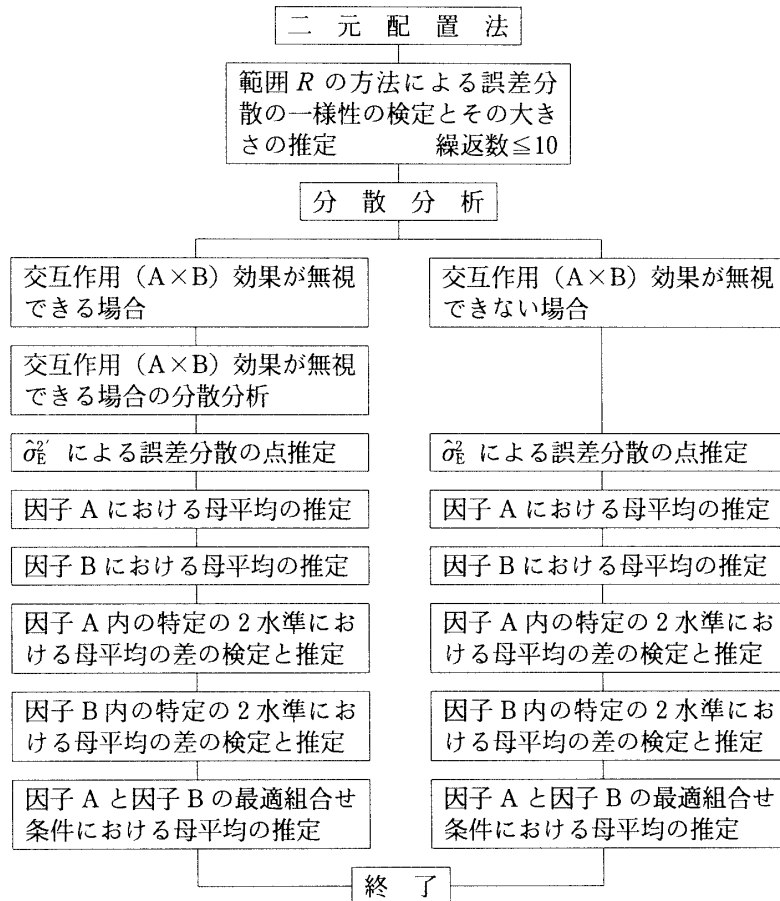 二 元 配 置 法
範囲 R の方法による誤差分
散の一様性の検定とその大き
さの推定 繰返数≦10
分 散 分 析
交互作用（A×B）効果が無視
できる場合
交互作用（A×B）効果が無視
できる場合の分散分析
σ̂²′E による誤差分散の点推定
因子 A における母平均の推定
因子 B における母平均の推定
因子 A 内の特定の 2 水準にお
ける母平均の差の検定と推定
因子 B 内の特定の 2 水準にお
ける母平均の差の検定と推定
因子 A と因子 B の最適組合せ
条件における母平均の推定
交互作用（A×B）効果が無視
できない場合
σ̂²E による誤差分散の点推定
因子 A における母平均の推定
因子 B における母平均の推定
因子 A 内の特定の 2 水準にお
ける母平均の差の検定と推定
因子 B 内の特定の 2 水準にお
ける母平均の差の検定と推定
因子 A と因子 B の最適組合せ
条件における母平均の推定
終 了